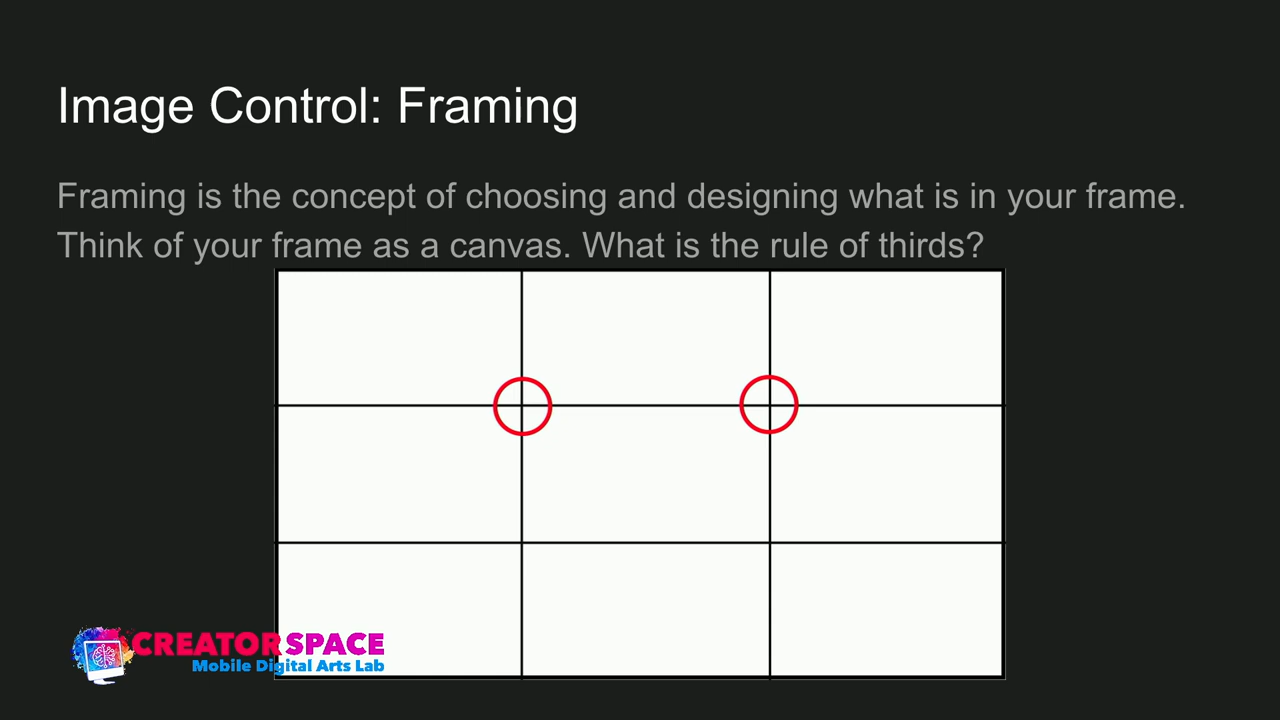 Image Control: Framing
Framing is the concept of choosing and designing what is in your frame.
Think of your frame as a canvas. What is the rule of thirds?
CREATOR SPACE
Mobile Digital Arts Lab